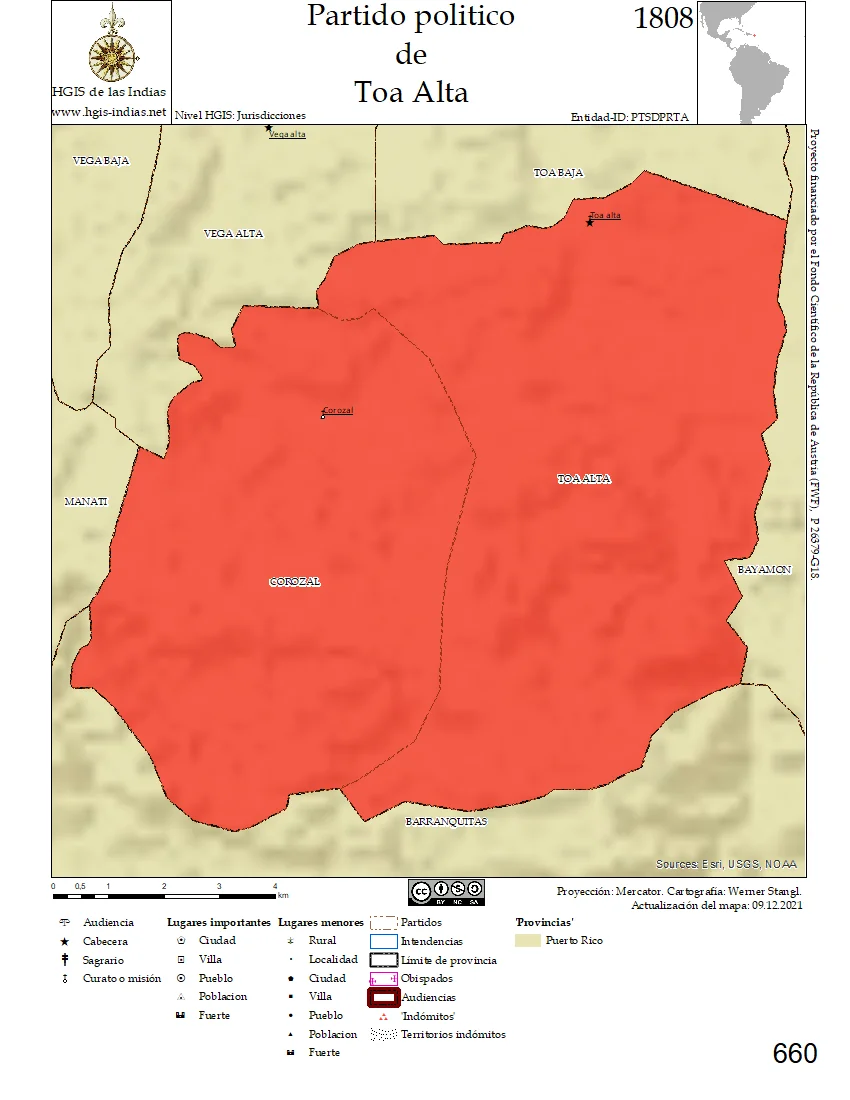 Partido politico
de
Toa Alta
1808
HGIS de las Indias
www.hgis-indias.net
Nivel HGIS: Jurisdicciones
Entidad-ID: PTSDPRTA
Vega alta
VEGA BAJA
TOA BAJA
Toa alta
VEGA ALTA
Corozal
TOA ALTA
MANATI
BAYAMON
COROZAL
BARRANQUITAS
Sources: Esri, USGS, NOAA
Proyecto financiado por el Fondo Científico de la República de Austria (FWF), P 26379-G18.
0 0,5 1 2 3 4
km
CC BY NC SA
Proyección: Mercator. Cartografía: Werner Stangl.
Actualización del mapa: 09.12.2021
Audiencia
Cabecera
Sagrario
Curato o misión
Lugares importantes
Ciudad
Villa
Pueblo
Poblacion
Fuerte
Lugares menores
Rural
Localidad
Ciudad
Villa
Pueblo
Poblacion
Fuerte
Partidos
Intendencias
Límite de provincia
Obispados
Audiencias
'Indómitos'
Territorios indómitos
'Provincias'
Puerto Rico
660